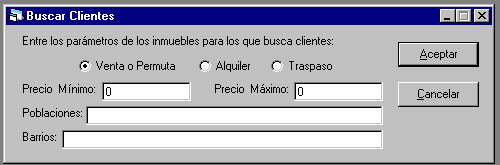 Buscar Clientes
Entre los parámetros de los inmuebles para los que busca clientes:
Venta o Permuta Alquiler Traspaso
Precio Mínimo: 0 Precio Máximo: 0
Poblaciones:
Barrios:
Aceptar
Cancelar